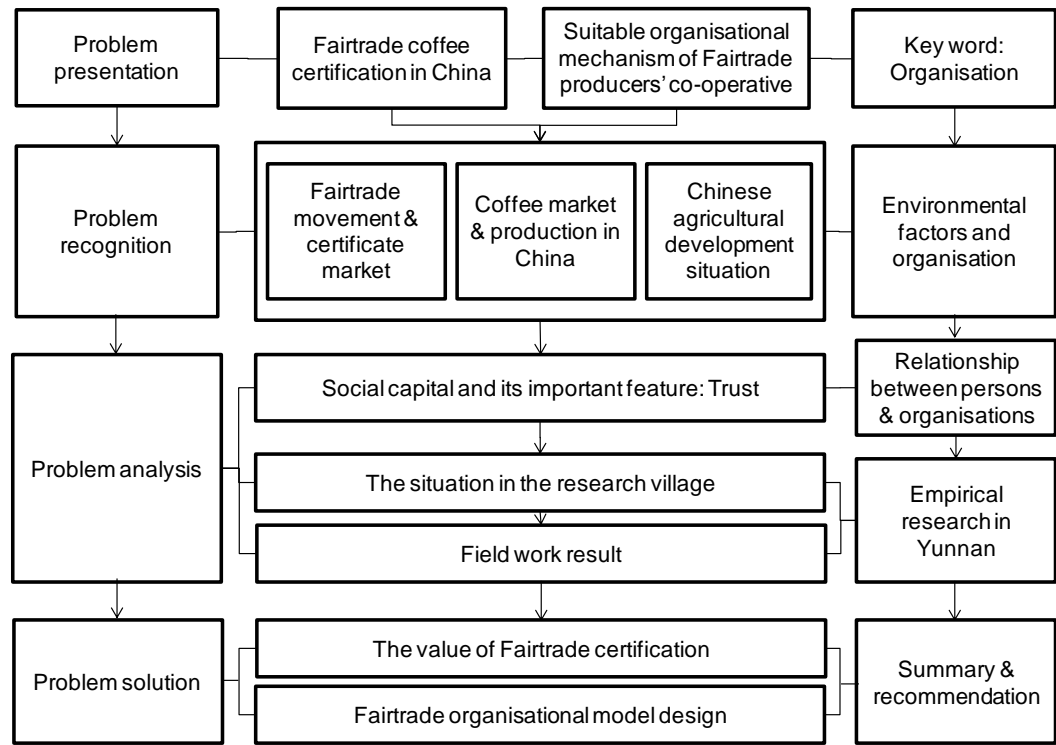 Problem
presentation
Fairtrade coffee
certification in China
Suitable organisational
mechanism of Fairtrade
producers' co-operative
Key word:
Organisation
Problem
recognition
Fairtrade
movement &
certificate
market
Coffee market
& production in
China
Chinese
agricultural
development
situation
Environmental
factors and
organisation
Problem analysis
Social capital and its important feature: Trust
Relationship
between persons
& organisations
The situation in the research village
Field work result
Empirical
research in
Yunnan
Problem solution
The value of Fairtrade certification
Fairtrade organisational model design
Summary &
recommendation